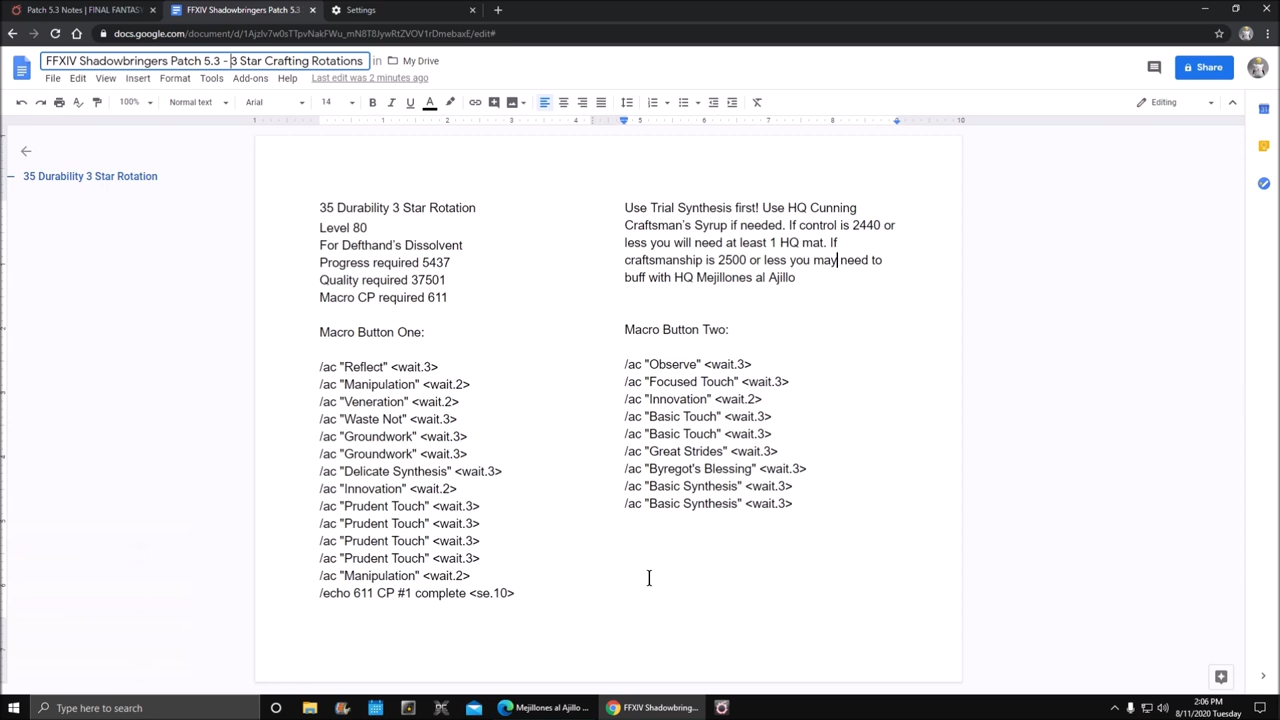 Patch 5.3 Notes | FINAL FANTASY
FFXIV Shadowbringers Patch 5.3
Settings
docs.google.com/document/d/1Ajzlv7w0sTTpvNakFWu_mN8T8JywRtZVOV1rDmebaxE/edit#
FFXIV Shadowbringers Patch 5.3 - 3 Star Crafting Rotations in My Drive
File Edit View Insert Format Tools Add-ons Help Last edit was 2 minutes ago
Share
100% Normal text Arial 14 B I U A Editing
1 1 2 3 4 5 6 7 8 9 10
35 Durability 3 Star Rotation
35 Durability 3 Star Rotation
Level 80
For Defthand's Dissolvent
Progress required 5437
Quality required 37501
Macro CP required 611
Macro Button One:
/ac "Reflect" <wait.3>
/ac "Manipulation" <wait.2>
/ac "Veneration" <wait.2>
/ac "Waste Not" <wait.3>
/ac "Groundwork" <wait.3>
/ac "Groundwork" <wait.3>
/ac "Delicate Synthesis" <wait.3>
/ac "Innovation" <wait.2>
/ac "Prudent Touch" <wait.3>
/ac "Prudent Touch" <wait.3>
/ac "Prudent Touch" <wait.3>
/ac "Prudent Touch" <wait.3>
/ac "Manipulation" <wait.2>
/echo 611 CP #1 complete <se.10>
Use Trial Synthesis first! Use HQ Cunning
Craftsman's Syrup if needed. If control is 2440 or
less you will need at least 1 HQ mat. If
craftsmanship is 2500 or less you may need to
buff with HQ Mejillones al Ajillo
Macro Button Two:
/ac "Observe" <wait.3>
/ac "Focused Touch" <wait.3>
/ac "Innovation" <wait.2>
/ac "Basic Touch" <wait.3>
/ac "Basic Touch" <wait.3>
/ac "Great Strides" <wait.3>
/ac "Byregot's Blessing" <wait.3>
/ac "Basic Synthesis" <wait.3>
/ac "Basic Synthesis" <wait.3>
Type here to search
Mejillones al Ajillo ...
FFXIV Shadowbring...
2:06 PM
8/11/2020 Tuesday